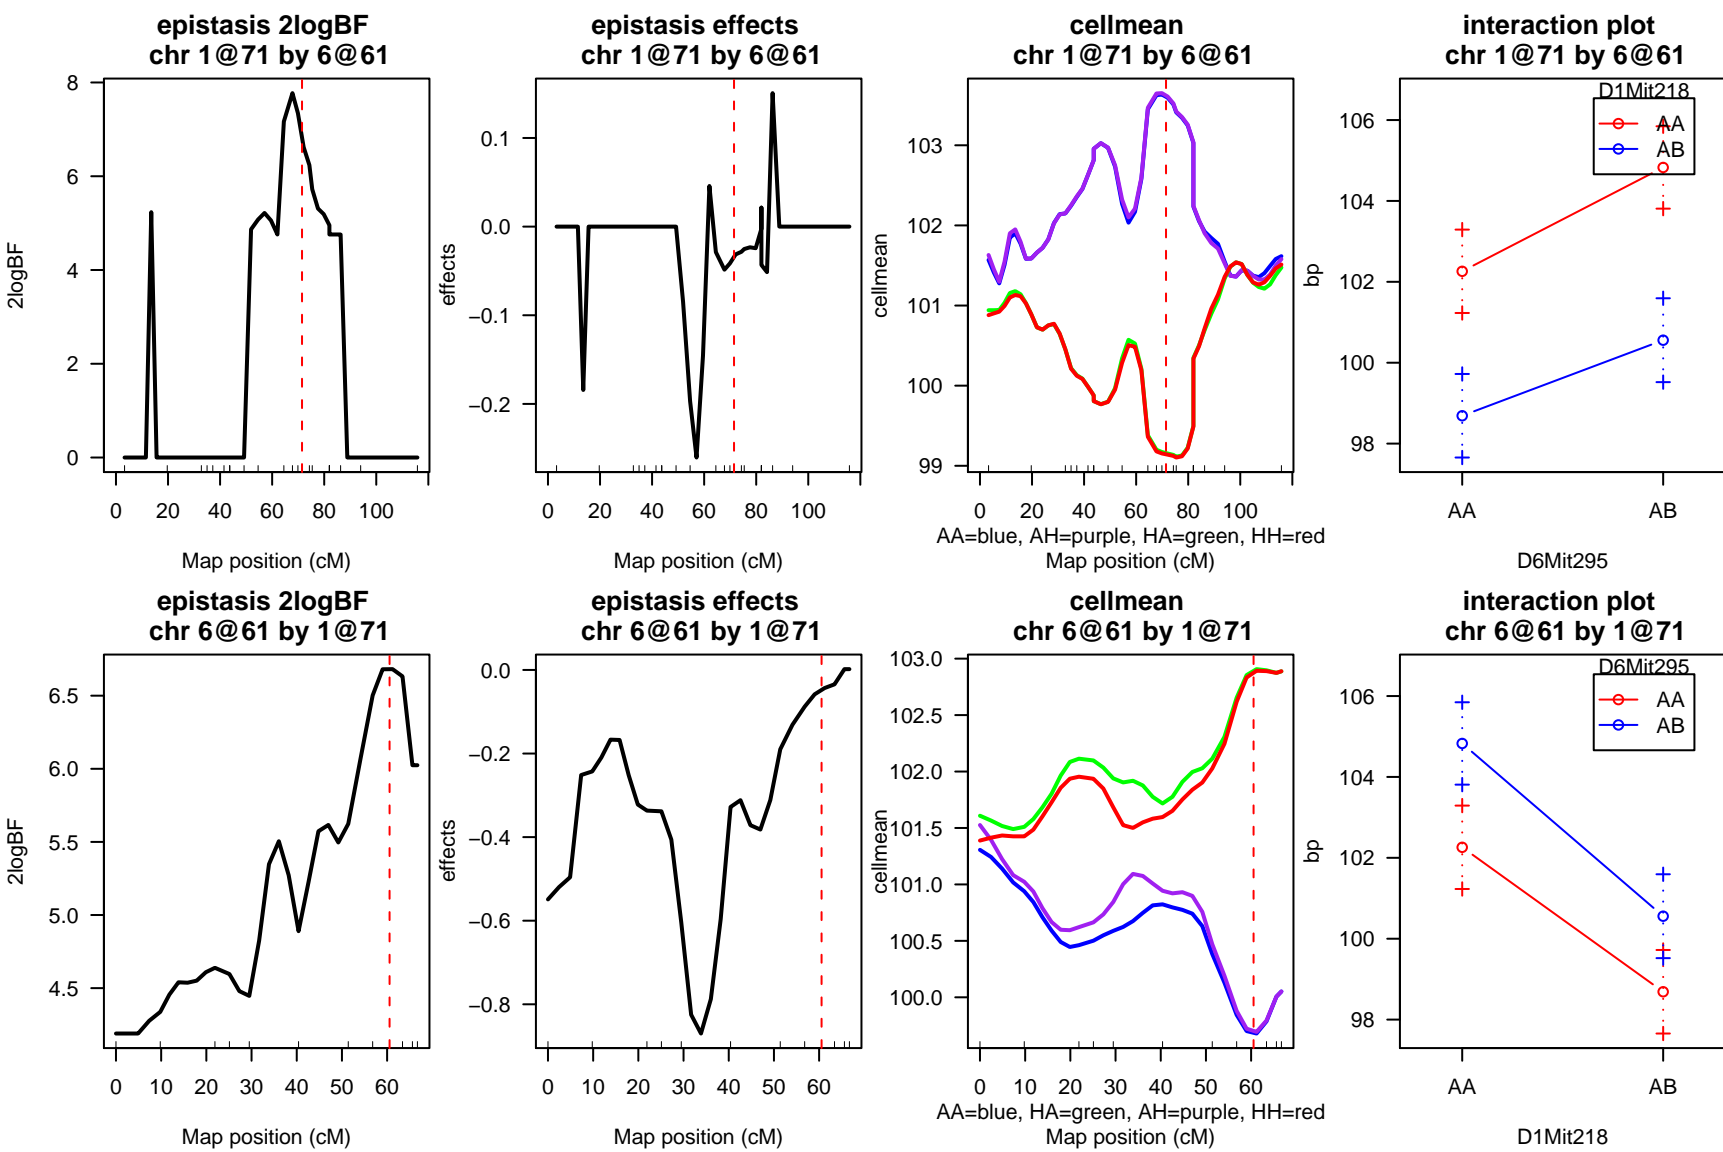 epistasis 2logBF
chr 1@71 by 6@61
epistasis effects
chr 1@71 by 6@61
cellmean
chr 1@71 by 6@61
interaction plot
chr 1@71 by 6@61
2logBF
8
6
4
2
0
0 20 40 60 80 100
Map position (cM)
effects
0.1
0.0
−0.1
−0.2
0 20 40 60 80 100
Map position (cM)
cellmean
103
102
101
100
99
0 20 40 60 80 100
AA=blue, AH=purple, HA=green, HH=red
Map position (cM)
bp
106
104
102
100
98
D1Mit218
AA
AB
AA AB
D6Mit295
epistasis 2logBF
chr 6@61 by 1@71
epistasis effects
chr 6@61 by 1@71
cellmean
chr 6@61 by 1@71
interaction plot
chr 6@61 by 1@71
2logBF
6.5
6.0
5.5
5.0
4.5
0 10 20 30 40 50 60
Map position (cM)
effects
0.0
−0.2
−0.4
−0.6
−0.8
0 10 20 30 40 50 60
Map position (cM)
cellmean
103.0
102.5
102.0
101.5
101.0
100.5
100.0
0 10 20 30 40 50 60
AA=blue, HA=green, AH=purple, HH=red
Map position (cM)
bp
106
104
102
100
98
D6Mit295
AA
AB
AA AB
D1Mit218